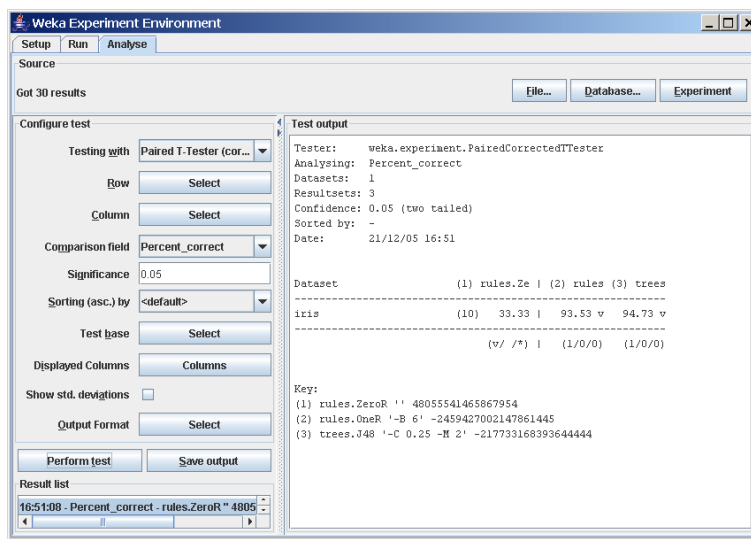 Weka Experiment Environment
Setup Run Analyse
Source
Got 30 results
File... Database... Experiment
Configure test
Testing with Paired T-Tester (cor...
Row Select
Column Select
Comparison field Percent_correct
Significance 0.05
Sorting (asc.) by <default>
Test base Select
Displayed Columns Columns
Show std. deviations
Output Format Select
Perform test Save output
Result list
16:51:08 - Percent_correct - rules.ZeroR '' 4805
Test output
Tester: weka.experiment.PairedCorrectedTTester
Analysing: Percent_correct
Datasets: 1
Resultsets: 3
Confidence: 0.05 (two tailed)
Sorted by: -
Date: 21/12/05 16:51
Dataset (1) rules.Ze | (2) rules (3) trees
--------------------------------------------------------------
iris (10) 33.33 | 93.53 v 94.73 v
--------------------------------------------------------------
(v/ /*) | (1/0/0) (1/0/0)
Key:
(1) rules.ZeroR '' 48055541465867954
(2) rules.OneR '-B 6' -2459427002147861445
(3) trees.J48 '-C 0.25 -M 2' -217733168393644444